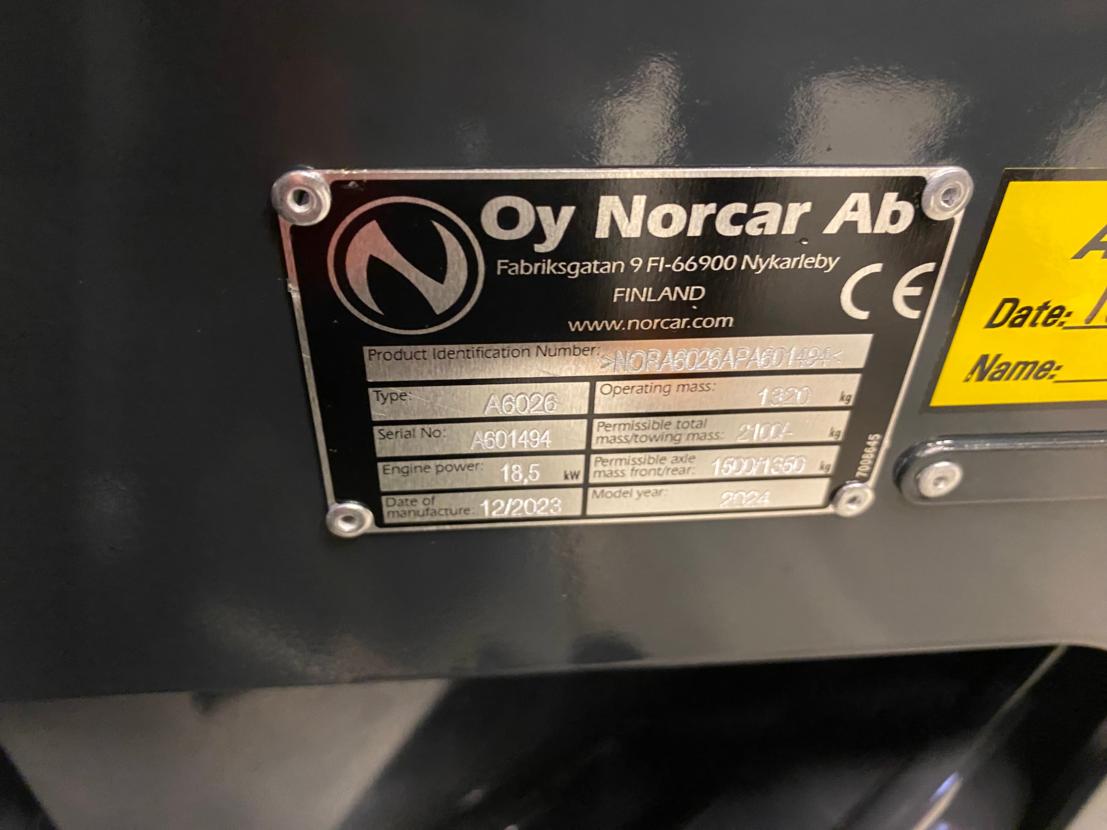 Oy Norcar Ab
Fabriksgatan 9 FI-66900 Nykarleby
FINLAND
www.norcar.com
CE
Product Identification Number: >NORA6026APA601494<
Type: A6026
Operating mass: 1320 kg
Serial No: A601494
Permissible total
mass/towing mass: 2100/- kg
Engine power: 18,5 kW
Permissible axle
mass front/rear: 1500/1350 kg
Date of
manufacture: 12/2023
Model year: 2024
7008645
Date:
Name: